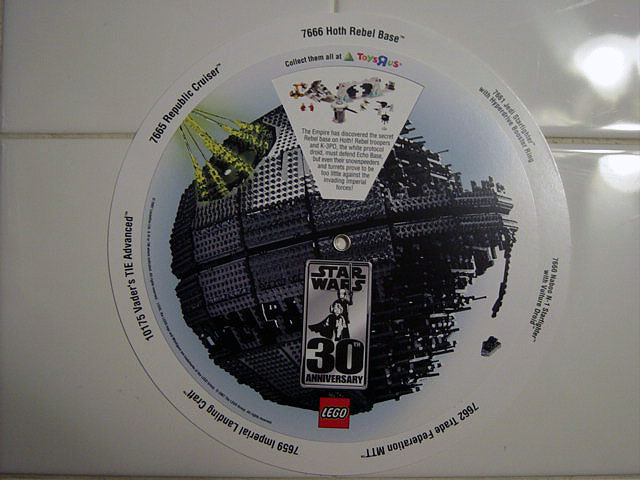 7666 Hoth Rebel Base™
Collect them all at TOYSЯUS®
The Empire has discovered the secret
Rebel base on Hoth! Rebel troopers
and K-3PO, the white protocol
droid, must defend Echo Base,
but even their snowspeeders
and turrets prove to be
too little against the
invading Imperial
forces!
7665 Republic Cruiser™
7661 Jedi Starfighter™
with Hyperdrive Booster Ring
10175 Vader's TIE Advanced™
7660 Naboo N-1 Starfighter™
with Vulture Droid™
STAR
WARS
30TH
ANNIVERSARY
LEGO
7659 Imperial Landing Craft™
7662 Trade Federation MTT™